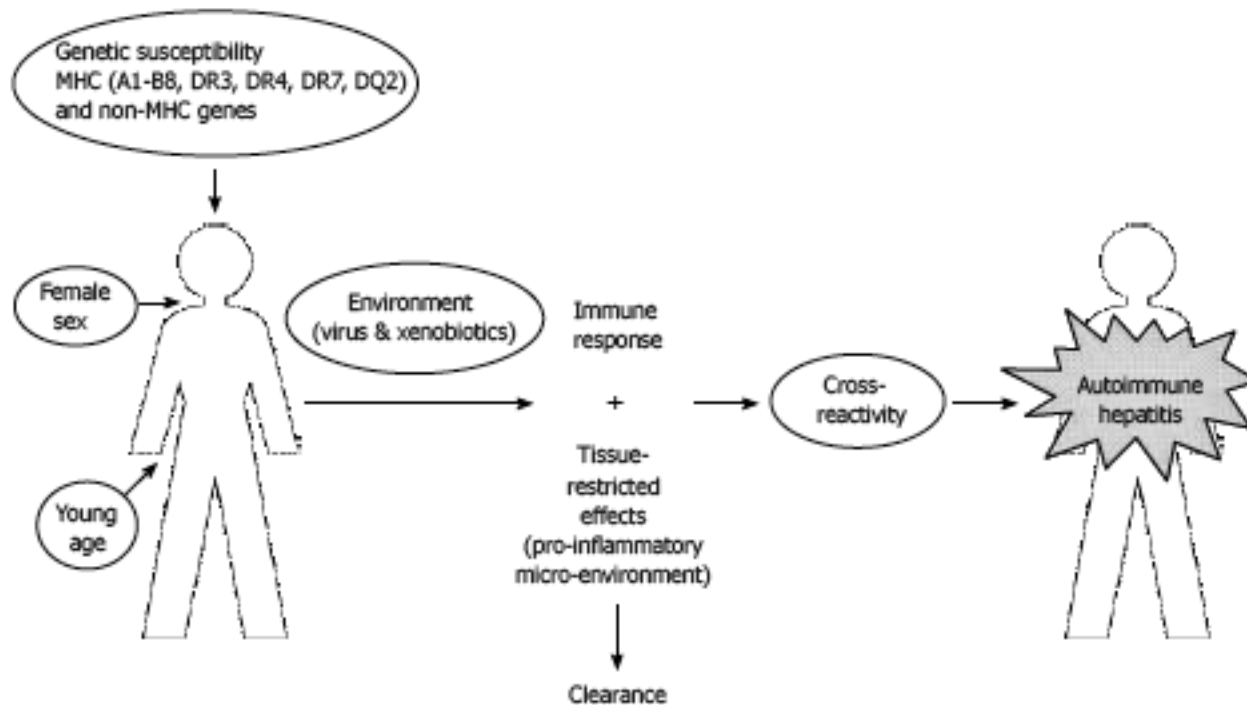 Genetic susceptibility
MHC (A1-B8, DR3, DR4, DR7, DQ2)
and non-MHC genes
Female
sex
Young
age
Environment
(virus & xenobiotics)
Immune
response
+
Tissue-
restricted
effects
(pro-inflammatory
micro-environment)
Clearance
Cross-
reactivity
Autoimmune
hepatitis